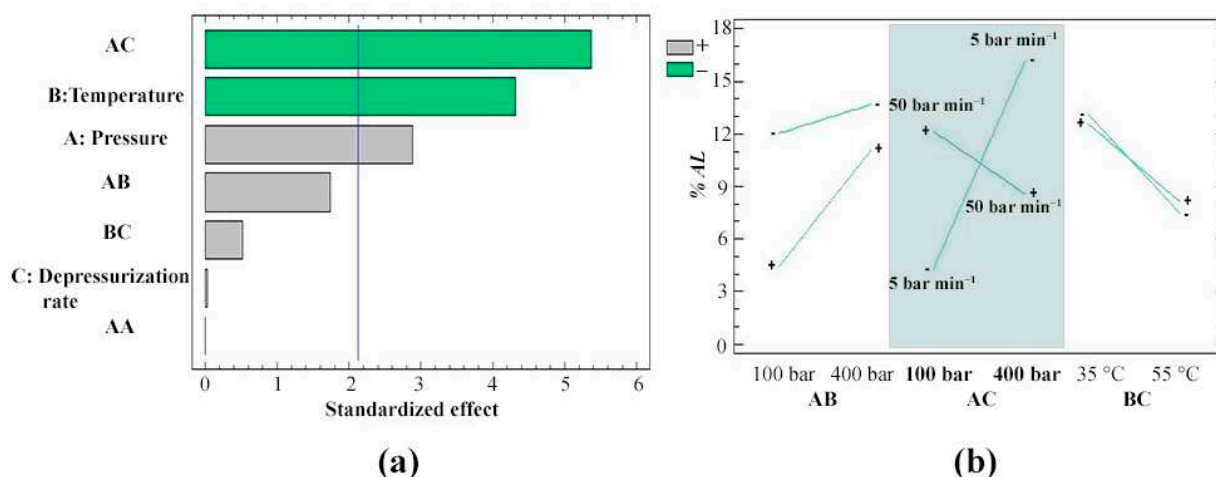 AC
B:Temperature
A: Pressure
AB
BC
C: Depressurization
rate
AA
+
−
0 1 2 3 4 5 6
Standardized effect
(a)
% AL
18
15
12
9
6
3
0
5 bar min⁻¹
50 bar min⁻¹
50 bar min⁻¹
5 bar min⁻¹
100 bar 400 bar 100 bar 400 bar 35 °C 55 °C
AB AC BC
(b)